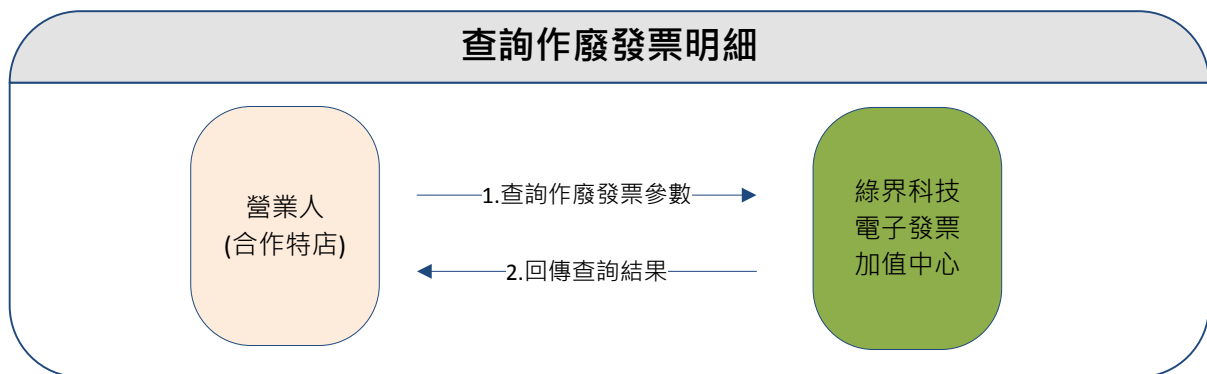 查詢作廢發票明細
營業人
(合作特店)
1.查詢作廢發票參數
2.回傳查詢結果
綠界科技
電子發票
加值中心